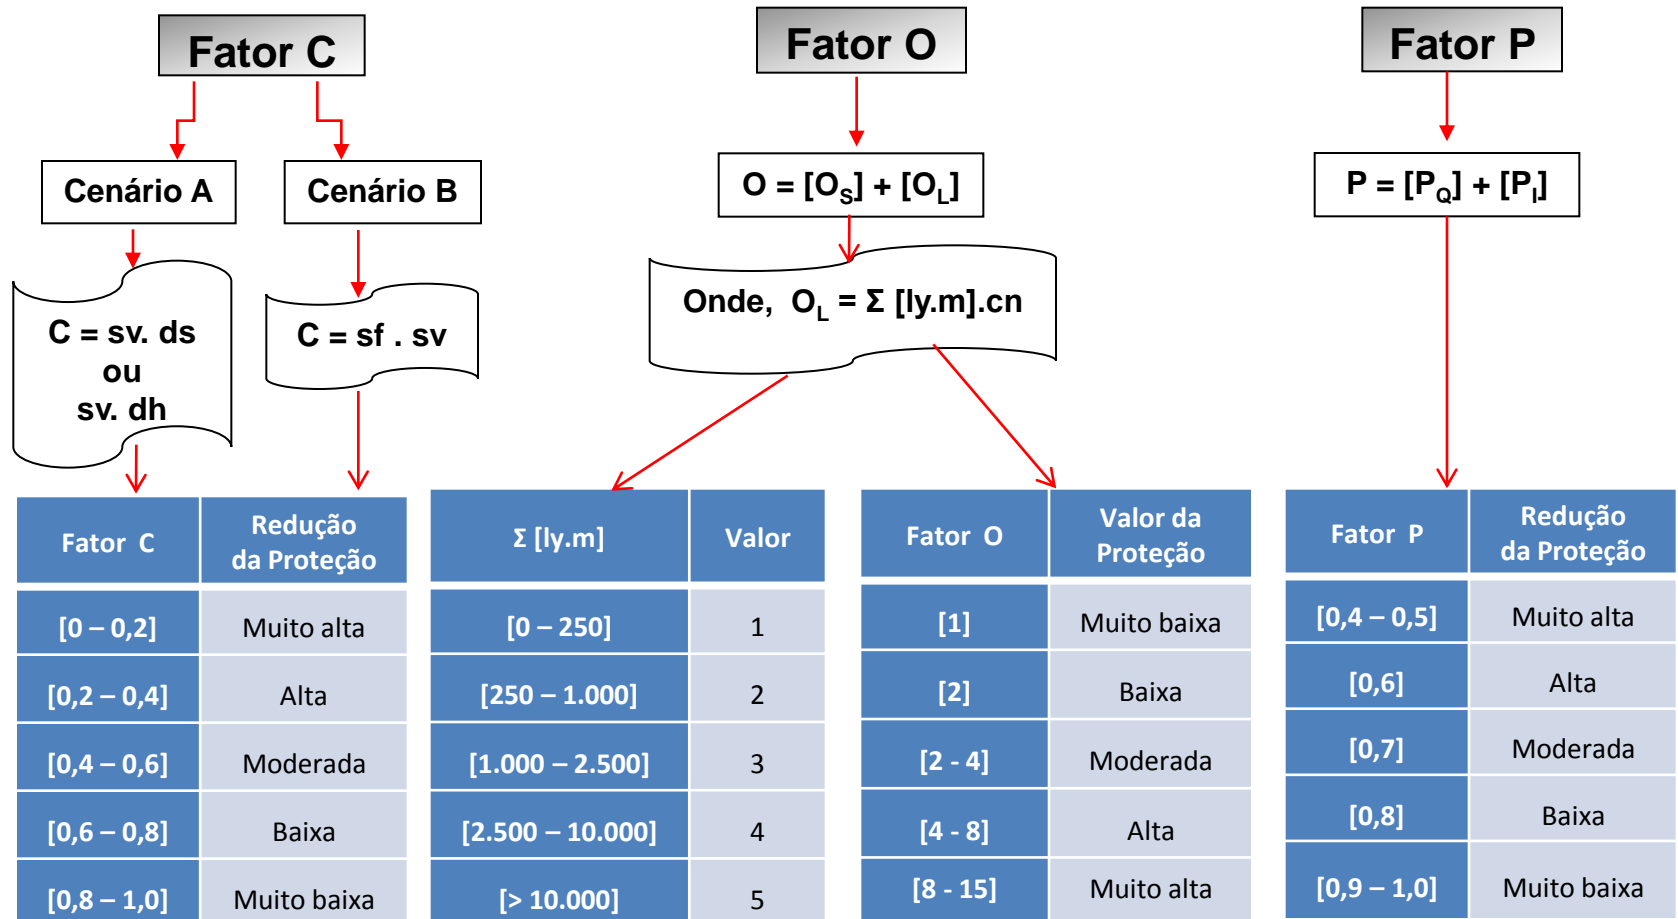 Fator C
Fator O
Fator P
Cenário A
Cenário B
O = [O_S] + [O_L]
P = [P_Q] + [P_I]
C = sv. ds
ou
sv. dh
C = sf . sv
Onde, O_L = Σ [ly.m].cn
Fator C
Redução
da Proteção
[0 – 0,2]
Muito alta
[0,2 – 0,4]
Alta
[0,4 – 0,6]
Moderada
[0,6 – 0,8]
Baixa
[0,8 – 1,0]
Muito baixa
Σ [ly.m]
Valor
[0 – 250]
1
[250 – 1.000]
2
[1.000 – 2.500]
3
[2.500 – 10.000]
4
[> 10.000]
5
Fator O
Valor da
Proteção
[1]
Muito baixa
[2]
Baixa
[2 - 4]
Moderada
[4 - 8]
Alta
[8 - 15]
Muito alta
Fator P
Redução
da Proteção
[0,4 – 0,5]
Muito alta
[0,6]
Alta
[0,7]
Moderada
[0,8]
Baixa
[0,9 – 1,0]
Muito baixa